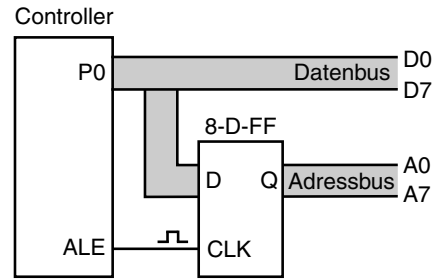 Controller
P0
Datenbus
D0
D7
8-D-FF
D
Q
Adressbus
A0
A7
ALE
CLK